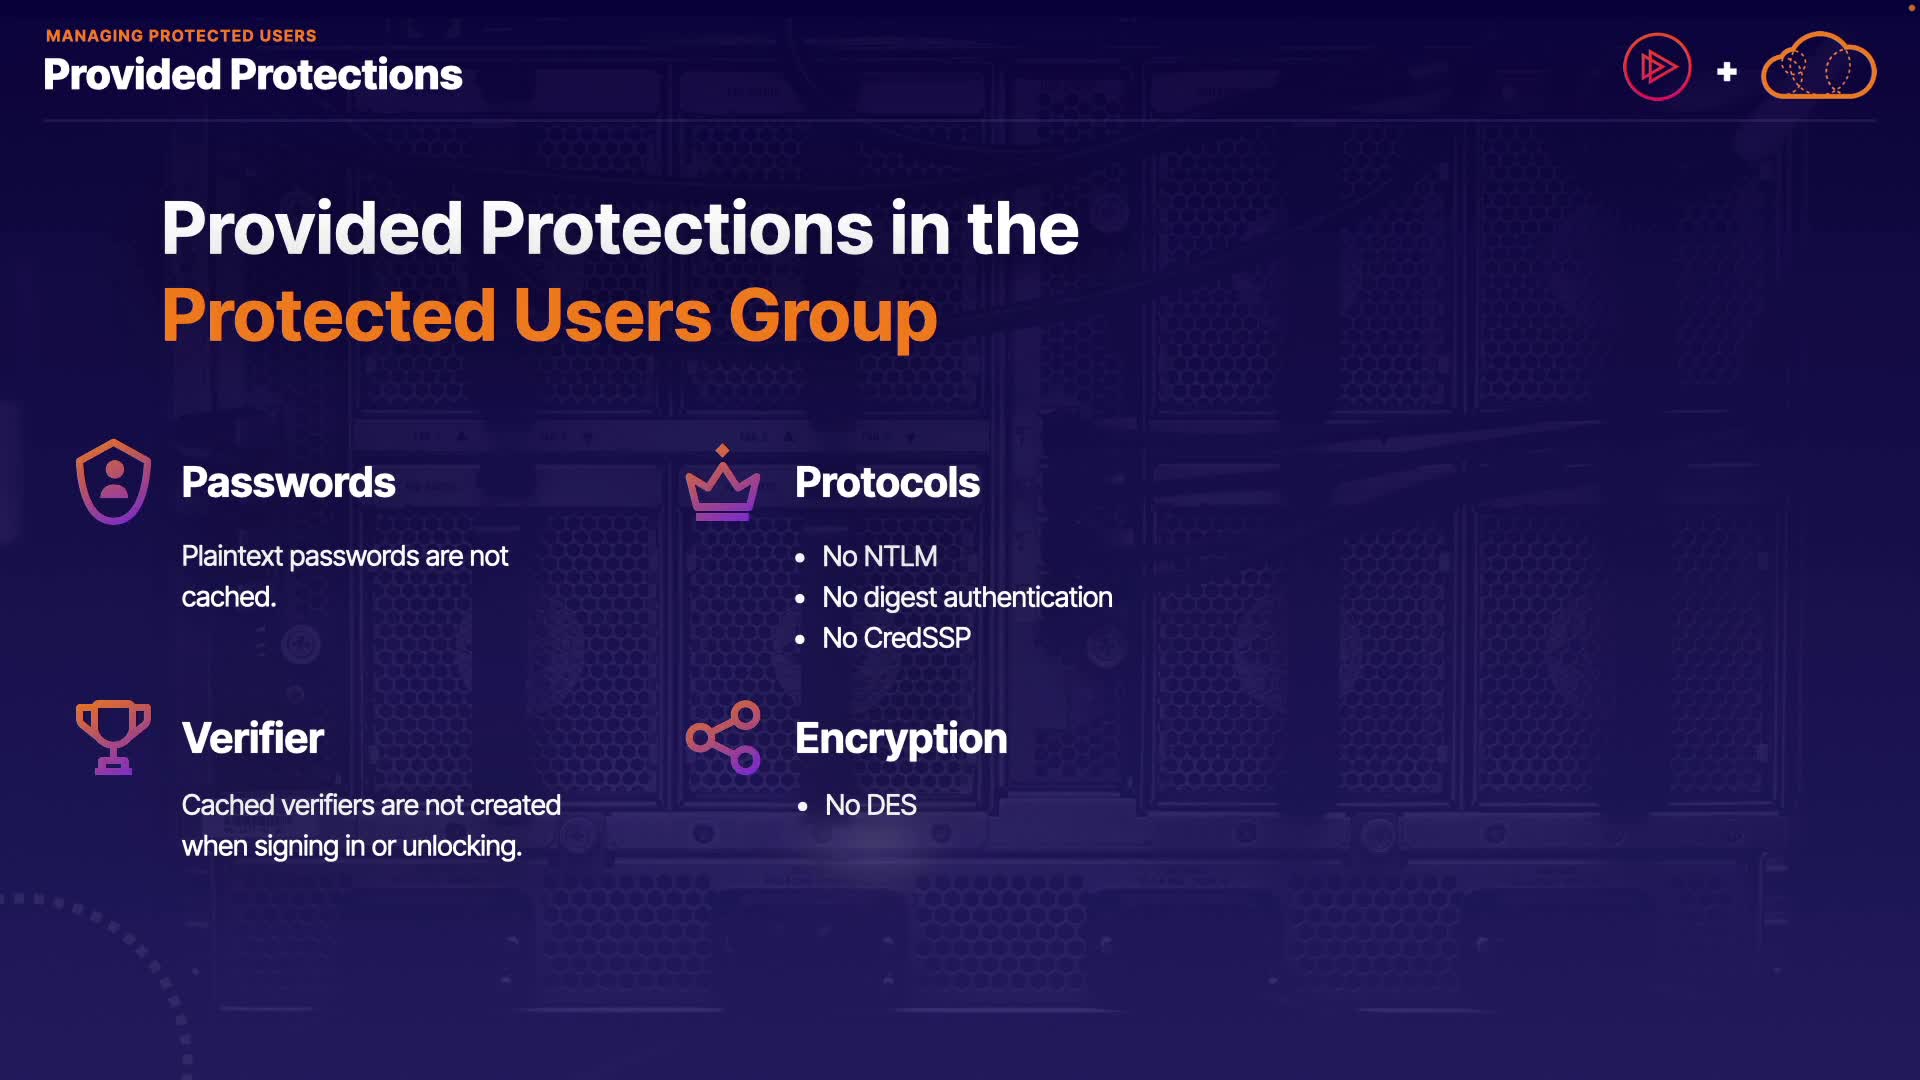 MANAGING PROTECTED USERS
Provided Protections
Provided Protections in the
Protected Users Group
Passwords
Plaintext passwords are not
cached.
Protocols
• No NTLM
• No digest authentication
• No CredSSP
Verifier
Cached verifiers are not created
when signing in or unlocking.
Encryption
• No DES